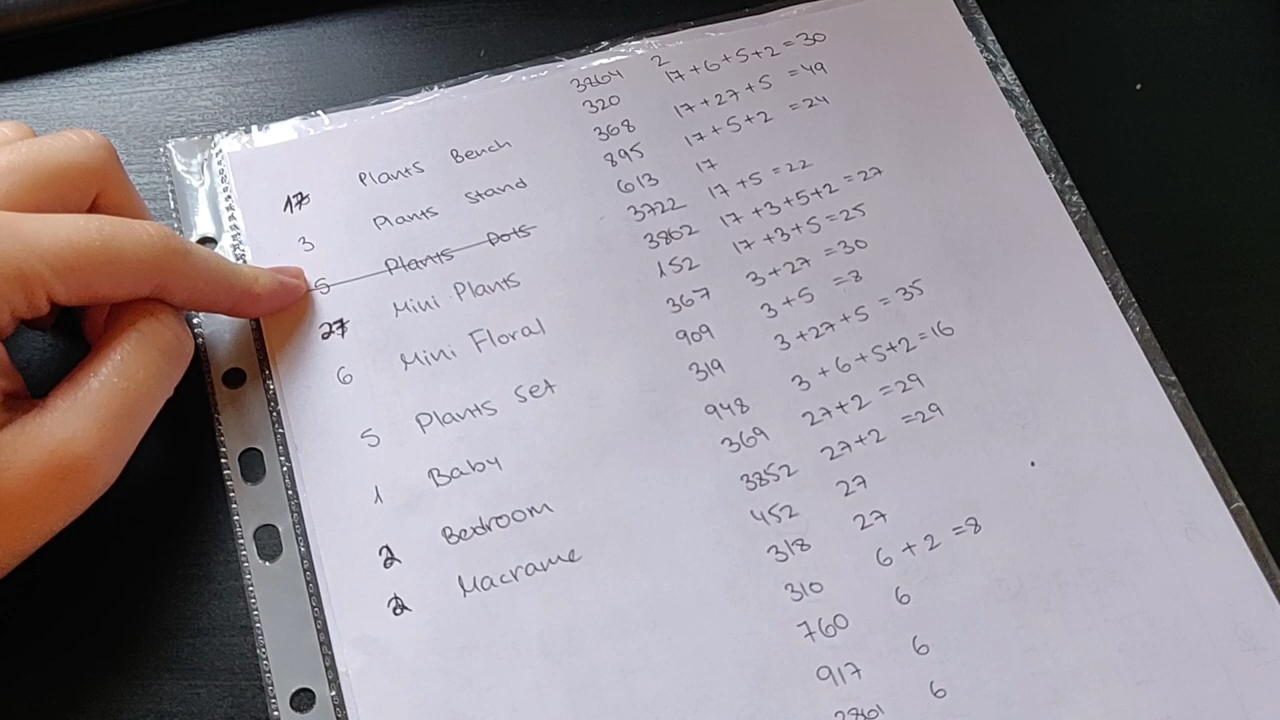 17 Plants Bench
3 Plants Stand
5 Plants Pots
27 Mini Plants
6 Mini Floral
5 Plants Set
1 Baby
2 Bedroom
2 Macrame
3864 2
320 17+6+5+2=30
368 17+27+5 =49
895 17+5+2 =24
613 17
3722 17+5=22
3862 17+3+5+2=27
152 17+3+5=25
367 3+27=30
909 3+5 =8
319 3+27+5=35
948 3+6+5+2=16
369 27+2=29
3852 27+2 =29
452 27
318 27
310 6+2=8
760 6
917 6
6